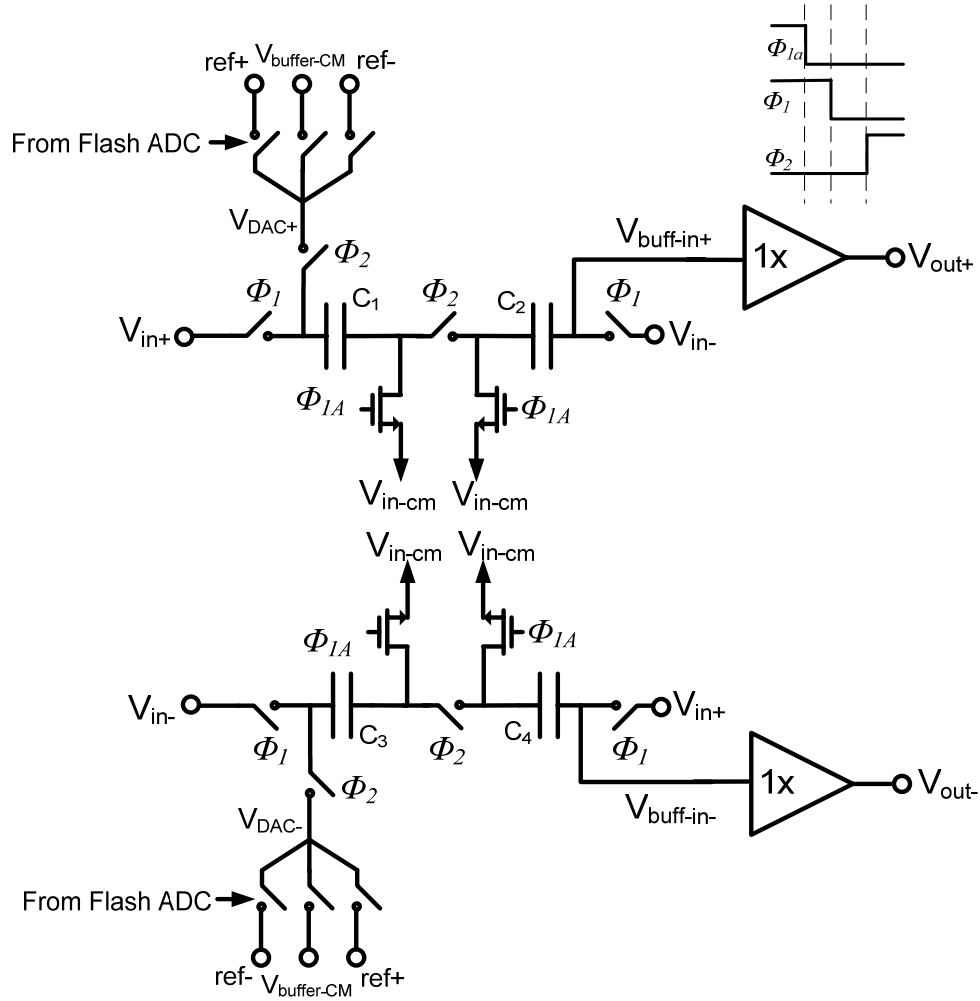 Φ1a
Φ1
Φ2
ref+ Vbuffer-CM ref-
From Flash ADC
VDAC+
Φ2
Vbuff-in+
1x
Vout+
Vin+
Φ1
C1
Φ2
C2
Φ1
Vin-
Φ1A
Φ1A
Vin-cm Vin-cm
Vin-cm Vin-cm
Φ1A
Φ1A
Vin-
Φ1
C3
Φ2
C4
Φ1
Vin+
Φ2
VDAC-
Vbuff-in-
1x
Vout-
From Flash ADC
ref- Vbuffer-CM ref+